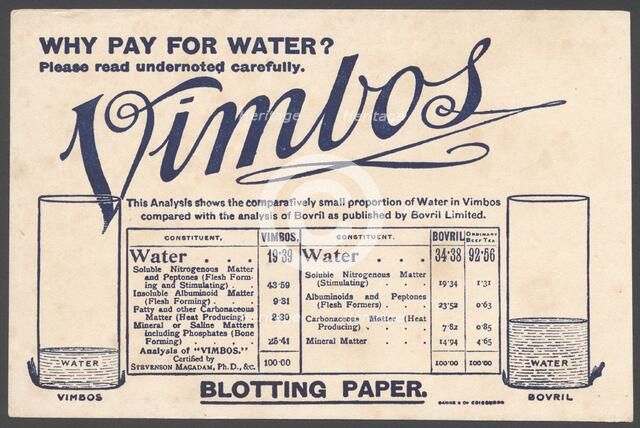 WHY PAY FOR WATER?
Please read undernoted carefully.
Vimbos
This Analysis shows the comparatively small proportion of Water in Vimbos
compared with the analysis of Bovril as published by Bovril Limited.
CONSTITUENT. VIMBOS.
Water . . . 19·39
Soluble Nitrogenous Matter
and Peptones (Flesh Form-
ing and Stimulating) . 43·59
Insoluble Albuminoid Matter
(Flesh Forming) . . . 9·31
Fatty and other Carbonaceous
Matter (Heat Producing) . 2·30
Mineral or Saline Matters
including Phosphates (Bone
Forming) . . . 25·41
Analysis of "VIMBOS." 100·00
Certified by
STEVENSON MACADAM, Ph.D., &c.
CONSTITUENT. BOVRIL ORDINARY
BEEF TEA
Water . . . 34·38 92·56
Soluble Nitrogenous Matter
(Stimulating) . . . 19·34 1·31
Albuminoids and Peptones
(Flesh Formers) . . . 23·52 0·63
Carbonaceous Matter (Heat
Producing) . . . 7·82 0·85
Mineral Matter . . . 14·94 4·65
100·00 100·00
WATER
VIMBOS
WATER
BOVRIL
BLOTTING PAPER.
Heritage
Heritage